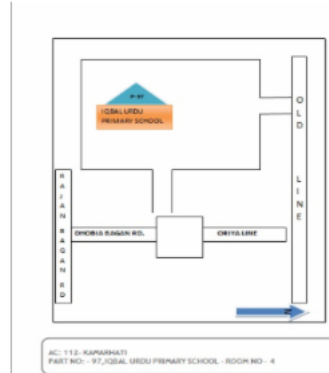 P-97
IQBAL URDU
PRIMARY SCHOOL
OLD LINE
RAJAN BAGAN RD
DHOBIA BAGAN RD.
ORIYA LINE
N
AC: 112- KAMARHATI
PART NO: - 97, IQBAL URDU PRIMARY SCHOOL - ROOM NO - 4